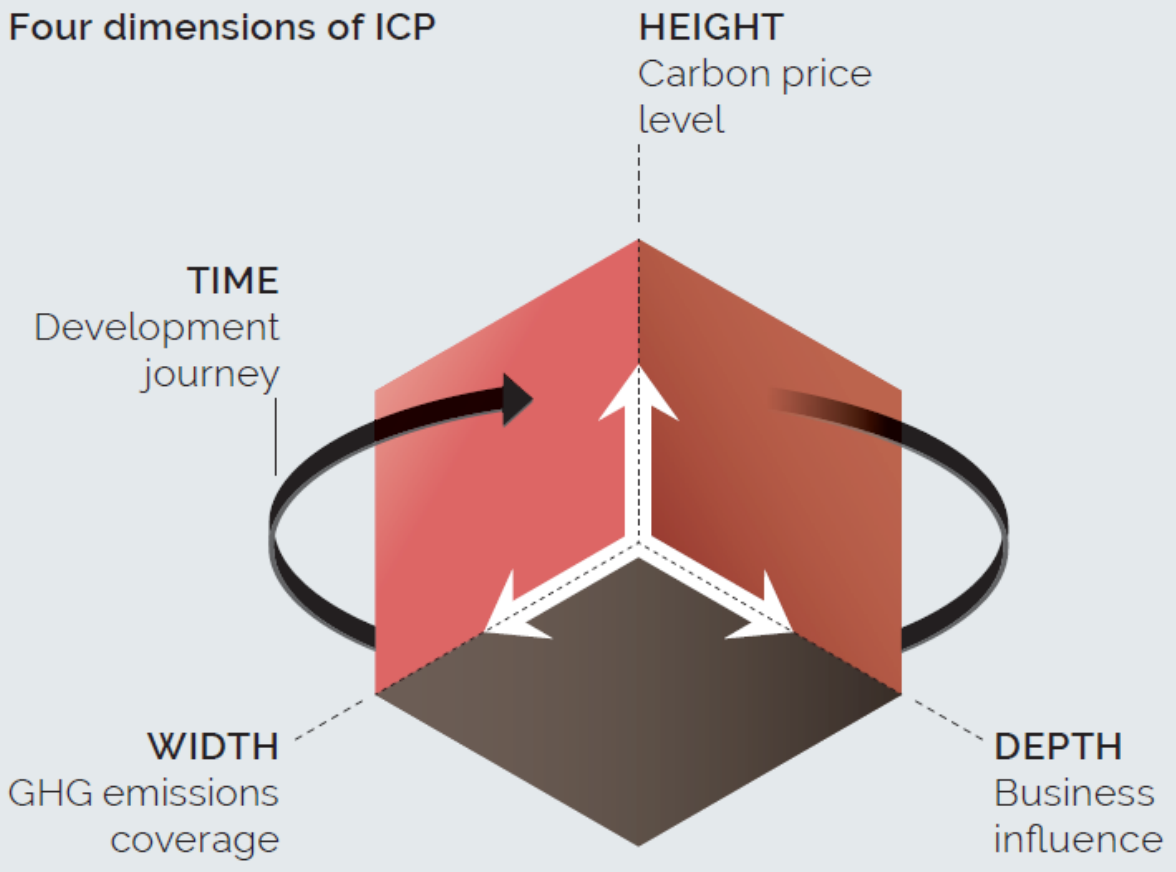 Four dimensions of ICP
HEIGHT
Carbon price
level
TIME
Development
journey
WIDTH
GHG emissions
coverage
DEPTH
Business
influence